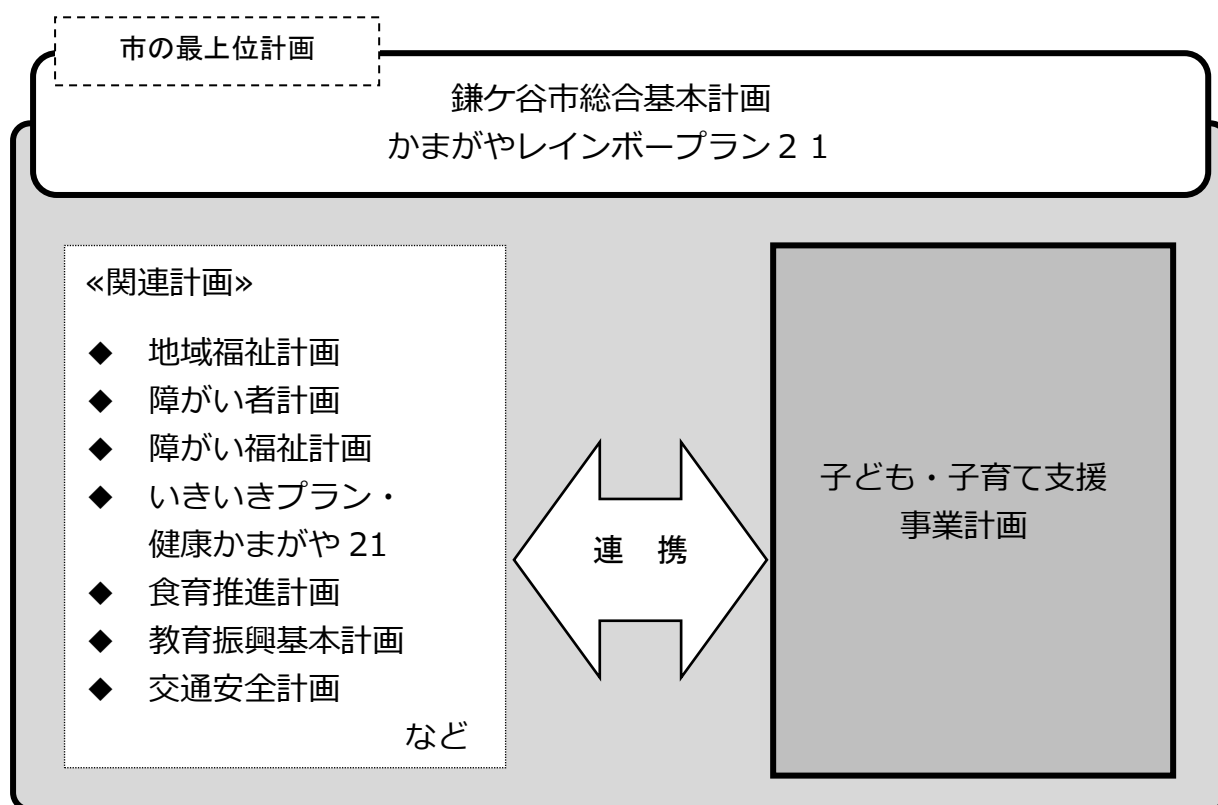 市の最上位計画
鎌ケ谷市総合基本計画
かまがやレインボープラン２１
≪関連計画≫
◆ 地域福祉計画
◆ 障がい者計画
◆ 障がい福祉計画
◆ いきいきプラン・
健康かまがや 21
◆ 食育推進計画
◆ 教育振興基本計画
◆ 交通安全計画
など
連　携
子ども・子育て支援
事業計画